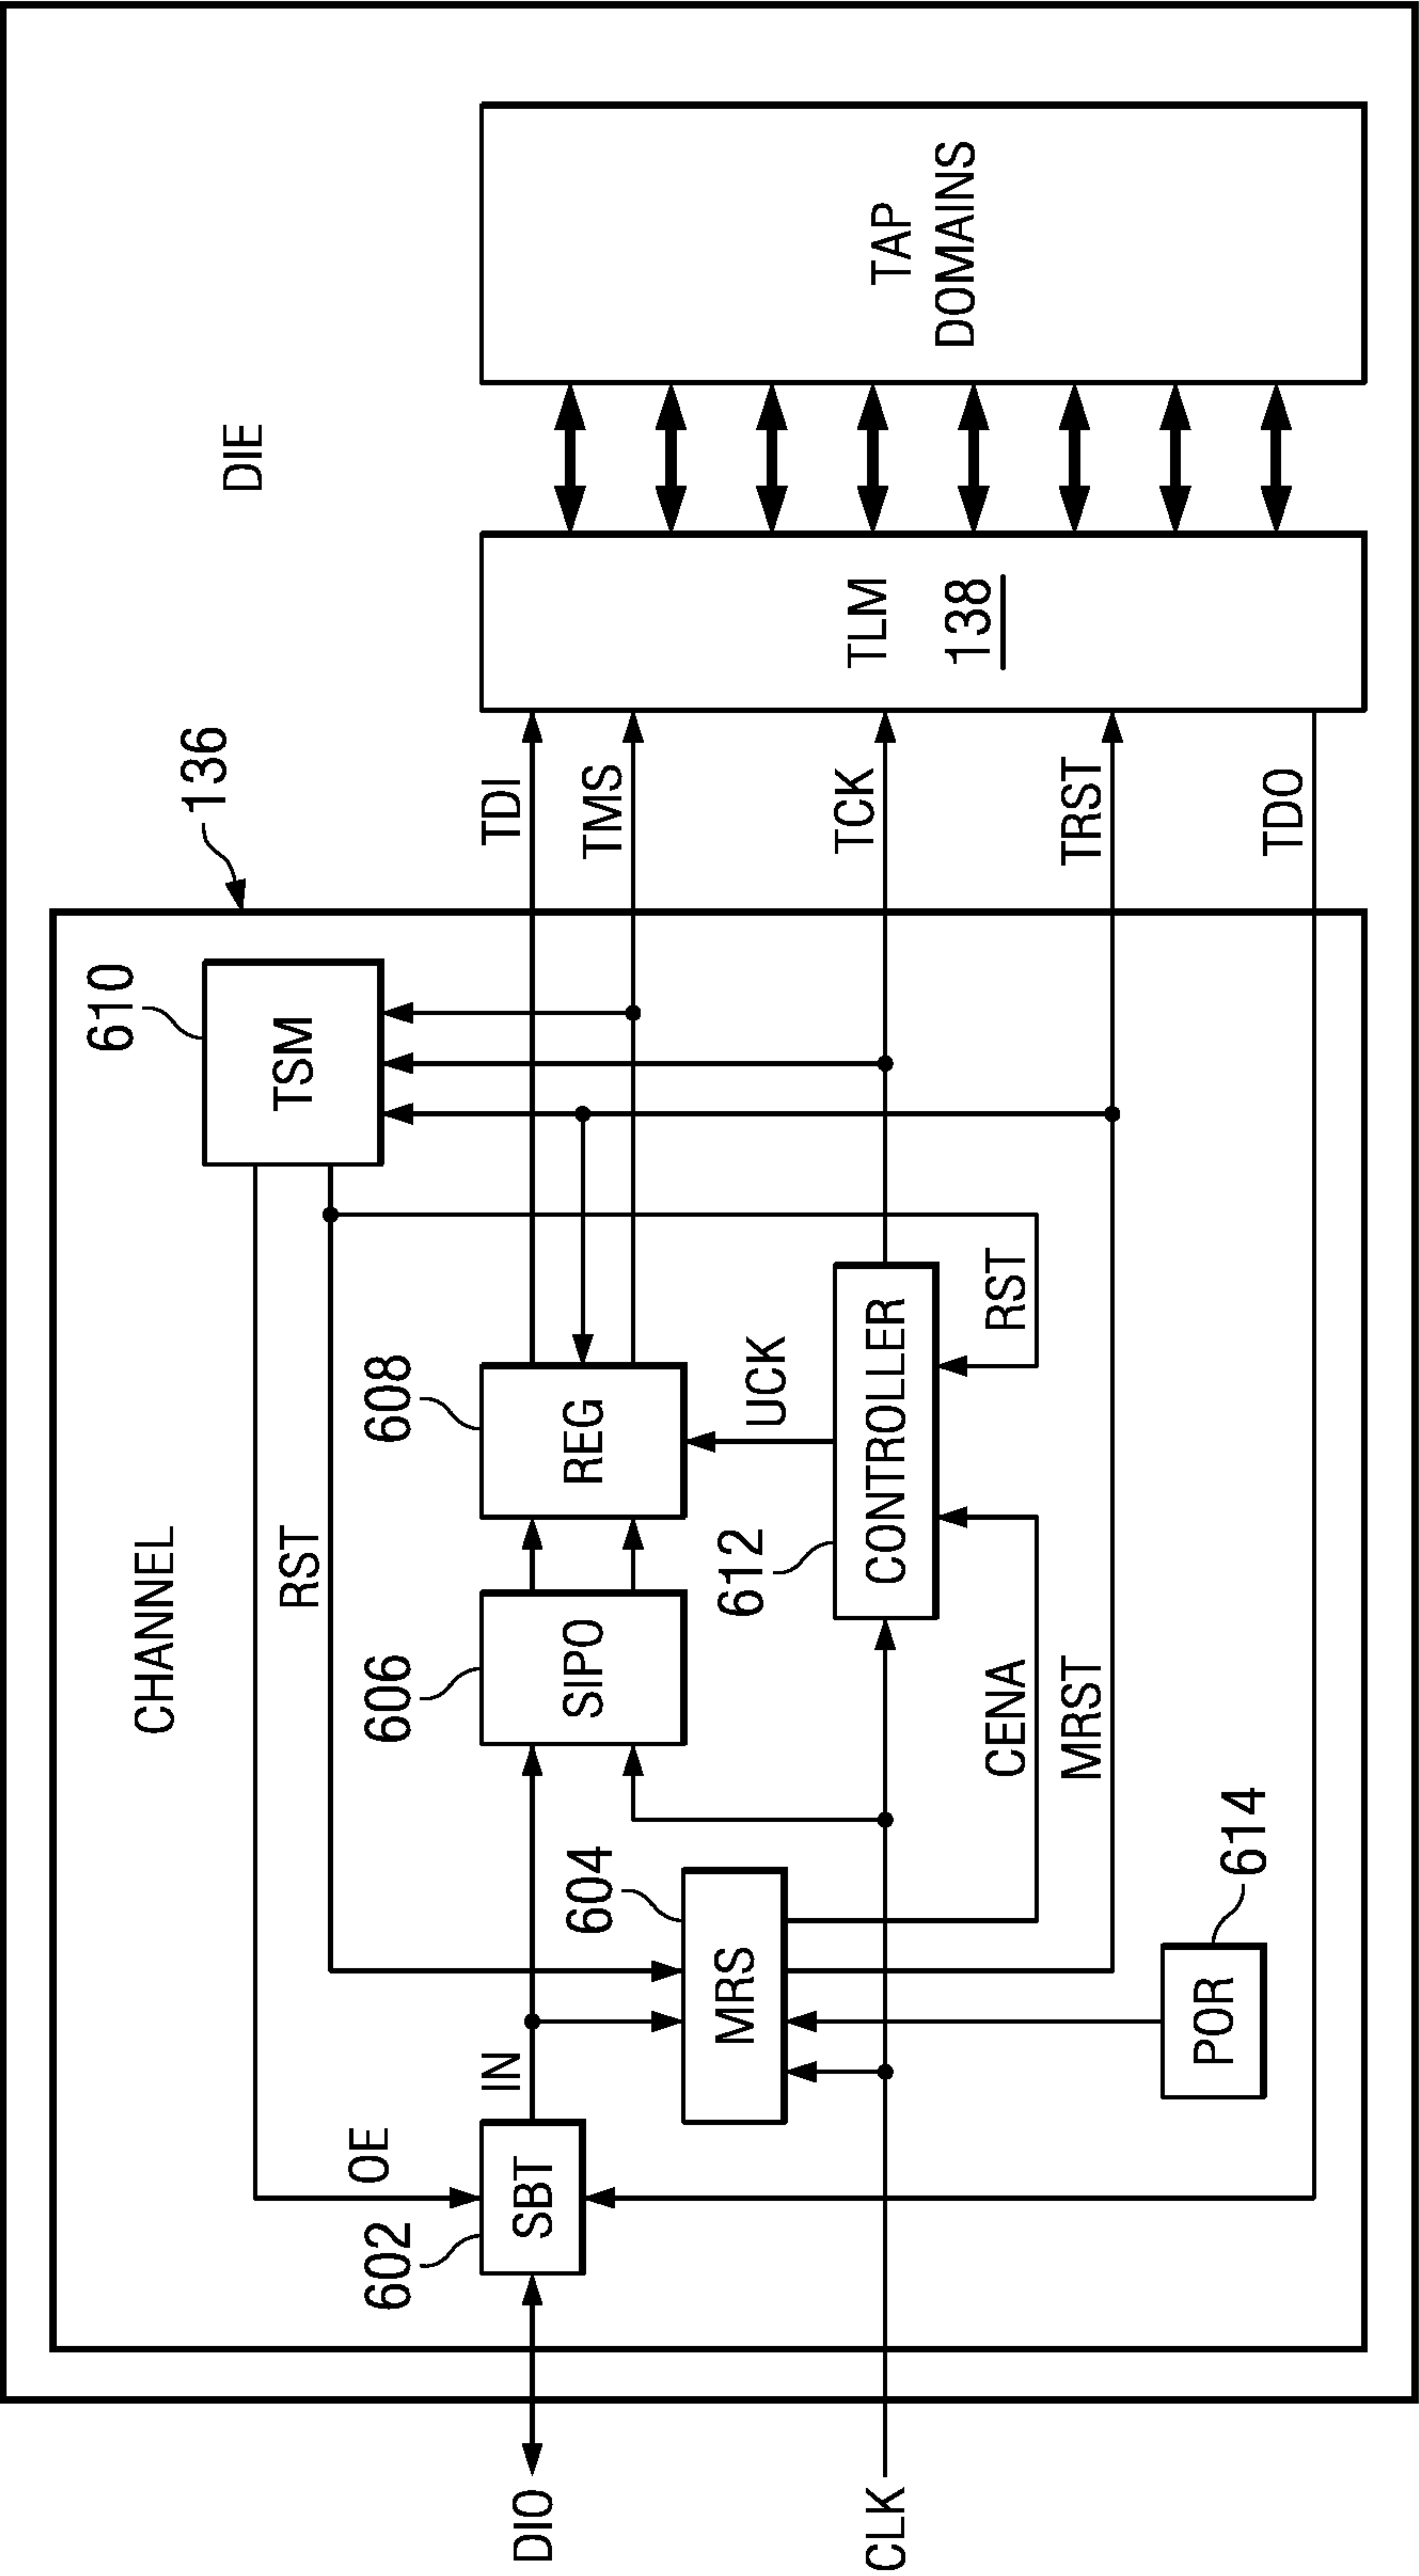 DIE
136
CHANNEL
610
TSM
RST
OE
602
SBT
DIO
IN
606
SIPO
608
REG
TDI
TMS
604
MRS
612
CONTROLLER
UCK
TCK
CLK
CENA
RST
MRST
TRST
614
POR
TDO
TLM
138
TAP
DOMAINS